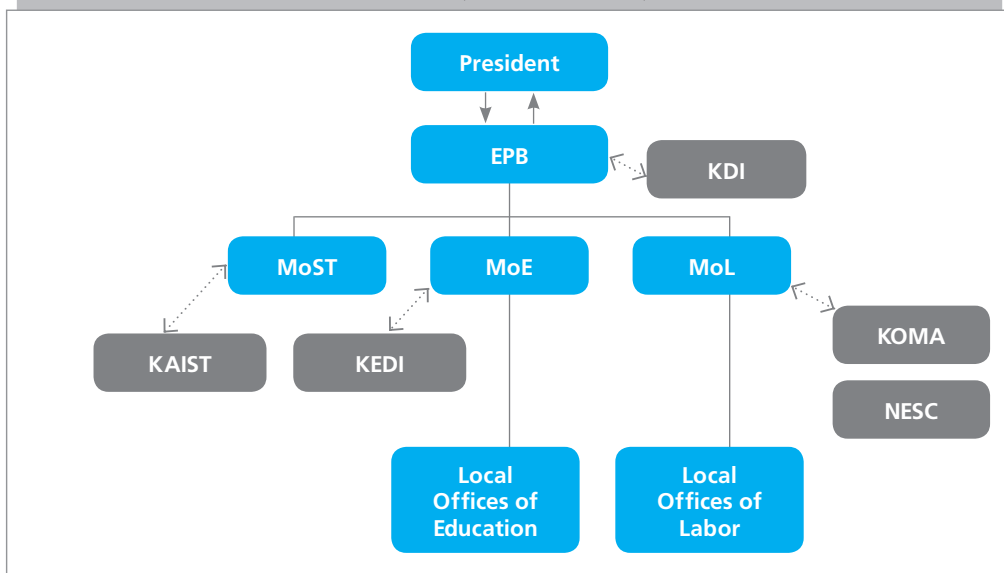 President
EPB
KDI
MoST
MoE
MoL
KAIST
KEDI
KOMA
NESC
Local
Offices of
Education
Local
Offices of
Labor